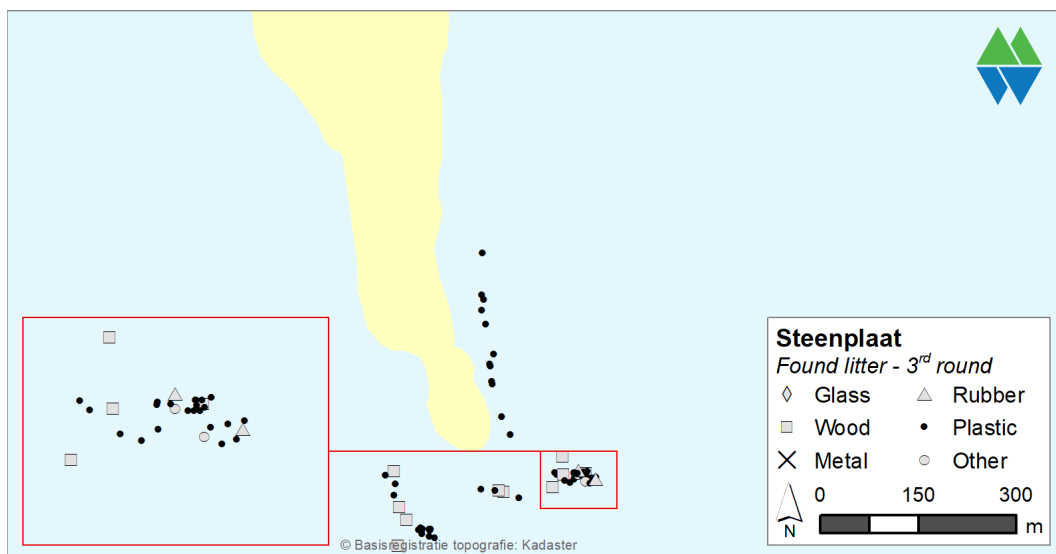 Steenplaat
Found litter - 3rd round
Glass Rubber
Wood Plastic
Metal Other
0 150 300
m
N
© Basisregistratie topografie: Kadaster